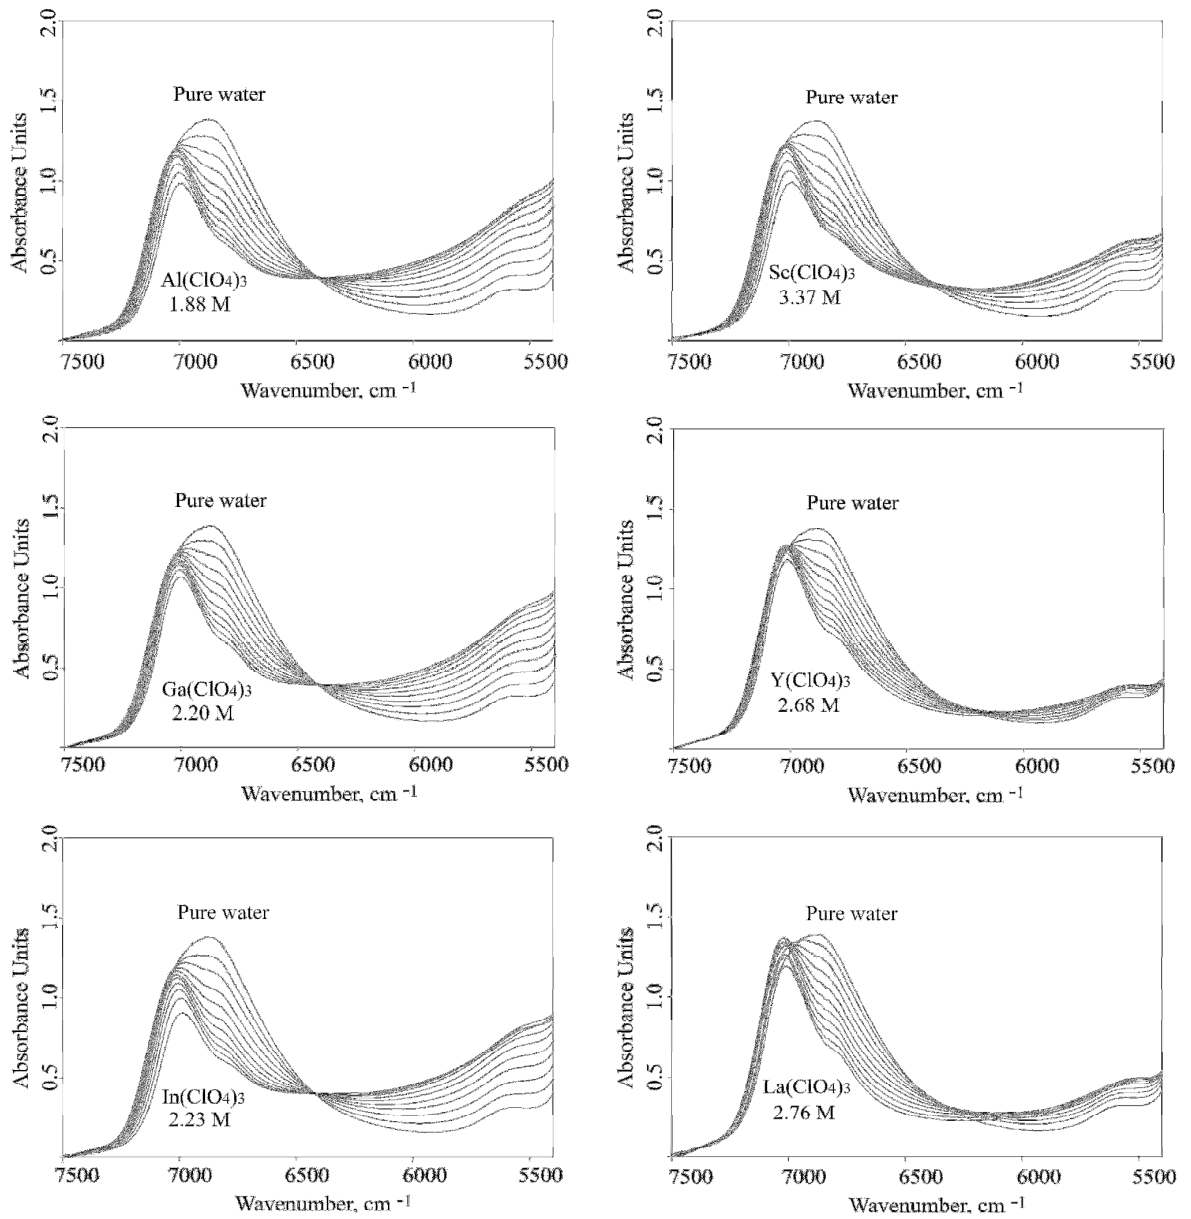 2.0
1.5
1.0
0.5
Absorbance Units
Pure water
Al(ClO4)3
1.88 M
7500 7000 6500 6000 5500
Wavenumber, cm -1
2.0
1.5
1.0
0.5
Absorbance Units
Pure water
Sc(ClO4)3
3.37 M
7500 7000 6500 6000 5500
Wavenumber, cm -1
2.0
1.5
1.0
0.5
Absorbance Units
Pure water
Ga(ClO4)3
2.20 M
7500 7000 6500 6000 5500
Wavenumber, cm -1
2.0
1.5
1.0
0.5
Absorbance Units
Pure water
Y(ClO4)3
2.68 M
7500 7000 6500 6000 5500
Wavenumber, cm -1
2.0
1.5
1.0
0.5
Absorbance Units
Pure water
In(ClO4)3
2.23 M
7500 7000 6500 6000 5500
Wavenumber, cm -1
2.0
1.5
1.0
0.5
Absorbance Units
Pure water
La(ClO4)3
2.76 M
7500 7000 6500 6000 5500
Wavenumber, cm -1